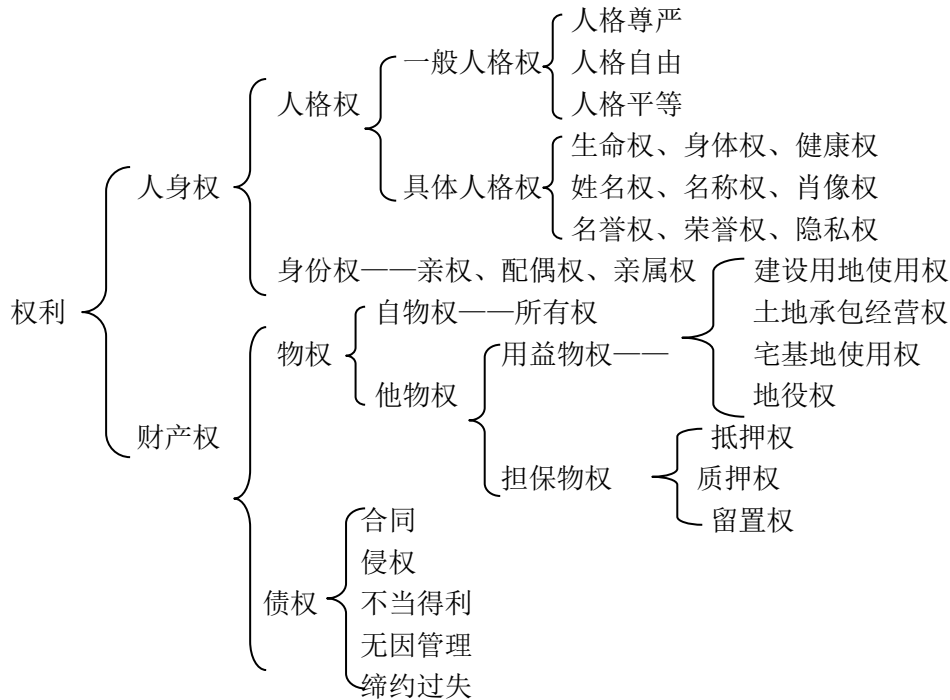 人格尊严
一般人格权 人格自由
人格权 人格平等
生命权、身体权、健康权
人身权 具体人格权 姓名权、名称权、肖像权
名誉权、荣誉权、隐私权
身份权——亲权、配偶权、亲属权 建设用地使用权
权利 自物权——所有权 土地承包经营权
物权 用益物权—— 宅基地使用权
他物权 地役权
财产权 抵押权
担保物权 质押权
合同 留置权
侵权
债权 不当得利
无因管理
缔约过失